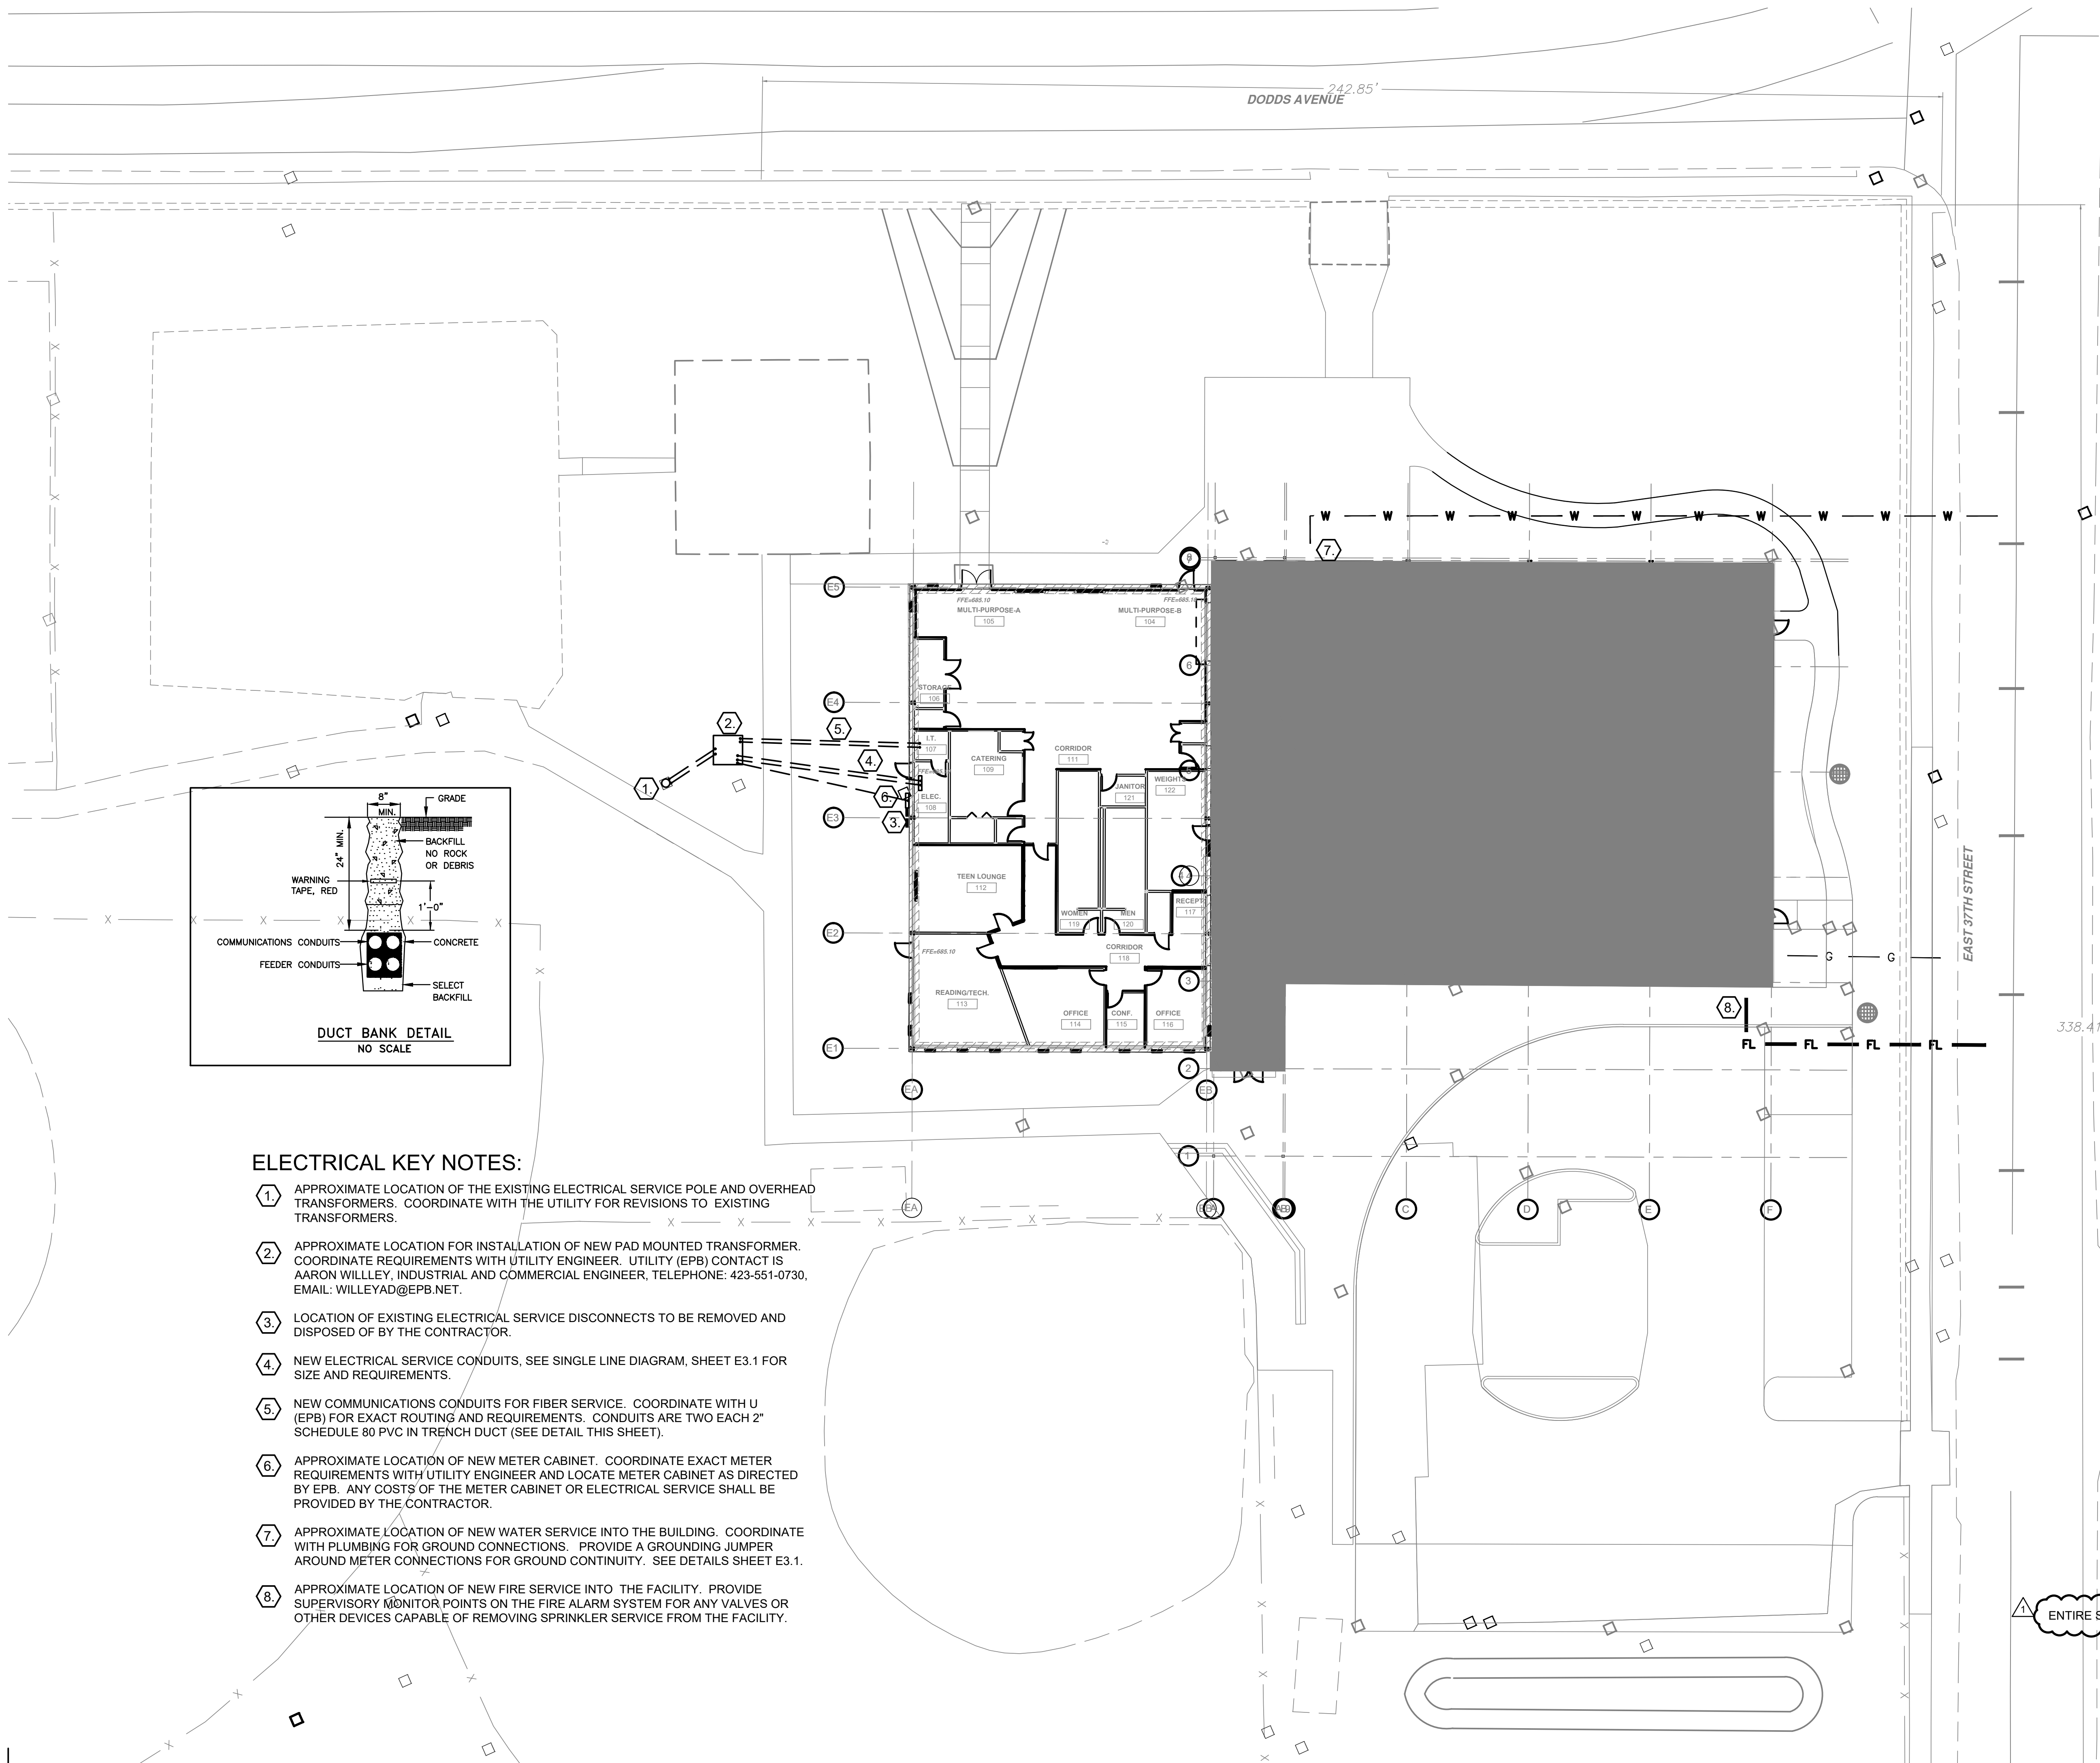 242.85'
DODDS AVENUE
W W W W W W W W W W W
7.
E5
FFE=685.10
FFE=685.10
MULTI-PURPOSE-A
105
MULTI-PURPOSE-B
104
6
STORAGE
106
E4
2.
5.
I.T.
107
CORRIDOR
111
4.
CATERING
109
WEIGHTS
122
1.
JANITOR
121
6.
ELEC.
108
E3
3.
8"
MIN.
GRADE
24" MIN.
BACKFILL
NO ROCK
OR DEBRIS
WARNING
TAPE, RED
1'-0"
COMMUNICATIONS CONDUITS
CONCRETE
FEEDER CONDUITS
SELECT
BACKFILL
DUCT BANK DETAIL
NO SCALE
TEEN LOUNGE
112
4
RECEPT.
117
WOMEN
119
MEN
120
E2
FFE=685.10
CORRIDOR
118
3
READING/TECH.
113
OFFICE
114
CONF.
115
OFFICE
116
E1
2
EA
EB
1
EA
C
D
E
F
EAST 37TH STREET
G G
8.
FL FL FL FL
338.41
ELECTRICAL KEY NOTES:
1. APPROXIMATE LOCATION OF THE EXISTING ELECTRICAL SERVICE POLE AND OVERHEAD
TRANSFORMERS. COORDINATE WITH THE UTILITY FOR REVISIONS TO EXISTING
TRANSFORMERS.
2. APPROXIMATE LOCATION FOR INSTALLATION OF NEW PAD MOUNTED TRANSFORMER.
COORDINATE REQUIREMENTS WITH UTILITY ENGINEER. UTILITY (EPB) CONTACT IS
AARON WILLLEY, INDUSTRIAL AND COMMERCIAL ENGINEER, TELEPHONE: 423-551-0730,
EMAIL: WILLEYAD@EPB.NET.
3. LOCATION OF EXISTING ELECTRICAL SERVICE DISCONNECTS TO BE REMOVED AND
DISPOSED OF BY THE CONTRACTOR.
4. NEW ELECTRICAL SERVICE CONDUITS, SEE SINGLE LINE DIAGRAM, SHEET E3.1 FOR
SIZE AND REQUIREMENTS.
5. NEW COMMUNICATIONS CONDUITS FOR FIBER SERVICE. COORDINATE WITH U
(EPB) FOR EXACT ROUTING AND REQUIREMENTS. CONDUITS ARE TWO EACH 2"
SCHEDULE 80 PVC IN TRENCH DUCT (SEE DETAIL THIS SHEET).
6. APPROXIMATE LOCATION OF NEW METER CABINET. COORDINATE EXACT METER
REQUIREMENTS WITH UTILITY ENGINEER AND LOCATE METER CABINET AS DIRECTED
BY EPB. ANY COSTS OF THE METER CABINET OR ELECTRICAL SERVICE SHALL BE
PROVIDED BY THE CONTRACTOR.
7. APPROXIMATE LOCATION OF NEW WATER SERVICE INTO THE BUILDING. COORDINATE
WITH PLUMBING FOR GROUND CONNECTIONS. PROVIDE A GROUNDING JUMPER
AROUND METER CONNECTIONS FOR GROUND CONTINUITY. SEE DETAILS SHEET E3.1.
8. APPROXIMATE LOCATION OF NEW FIRE SERVICE INTO THE FACILITY. PROVIDE
SUPERVISORY MONITOR POINTS ON THE FIRE ALARM SYSTEM FOR ANY VALVES OR
OTHER DEVICES CAPABLE OF REMOVING SPRINKLER SERVICE FROM THE FACILITY.
1
ENTIRE S